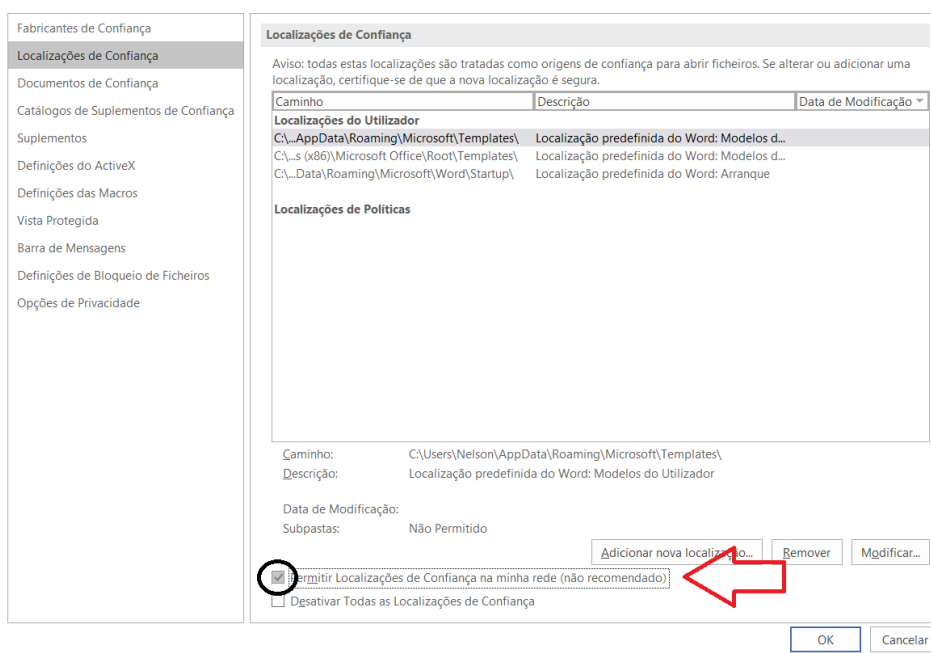 Fabricantes de Confiança
Localizações de Confiança
Documentos de Confiança
Catálogos de Suplementos de Confiança
Suplementos
Definições do ActiveX
Definições das Macros
Vista Protegida
Barra de Mensagens
Definições de Bloqueio de Ficheiros
Opções de Privacidade
Localizações de Confiança
Aviso: todas estas localizações são tratadas como origens de confiança para abrir ficheiros. Se alterar ou adicionar uma
localização, certifique-se de que a nova localização é segura.
Caminho Descrição Data de Modificação
Localizações do Utilizador
C:\...AppData\Roaming\Microsoft\Templates\ Localização predefinida do Word: Modelos d...
C:\...s (x86)\Microsoft Office\Root\Templates\ Localização predefinida do Word: Modelos d...
C:\...Data\Roaming\Microsoft\Word\Startup\ Localização predefinida do Word: Arranque
Localizações de Políticas
Caminho: C:\Users\Nelson\AppData\Roaming\Microsoft\Templates\
Descrição: Localização predefinida do Word: Modelos do Utilizador
Data de Modificação:
Subpastas: Não Permitido
Adicionar nova localização... Remover Modificar...
Permitir Localizações de Confiança na minha rede (não recomendado)
Desativar Todas as Localizações de Confiança
OK Cancelar